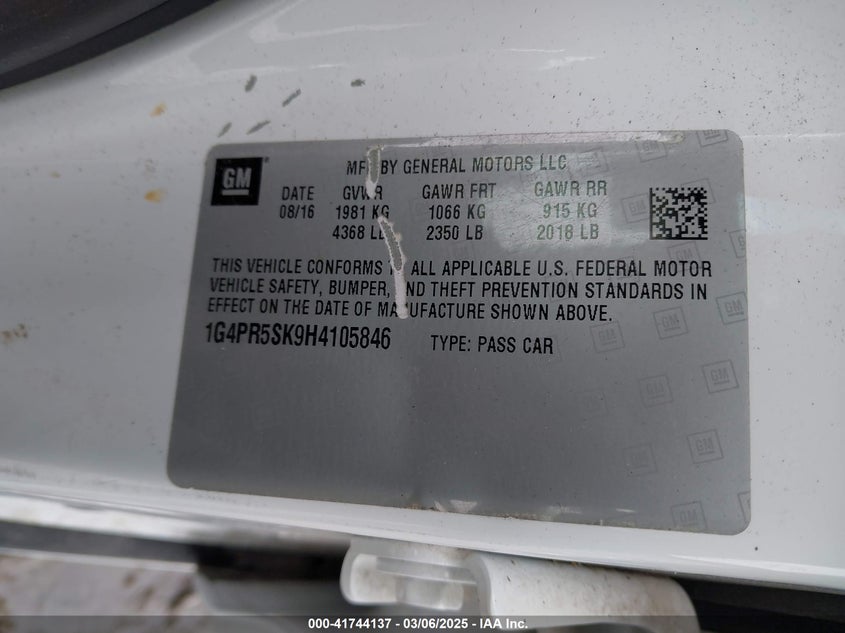 GM
MFD BY GENERAL MOTORS LLC
DATE GVWR GAWR FRT GAWR RR
08/16 1981 KG 1066 KG 915 KG
4368 LB 2350 LB 2018 LB
THIS VEHICLE CONFORMS TO ALL APPLICABLE U.S. FEDERAL MOTOR
VEHICLE SAFETY, BUMPER, AND THEFT PREVENTION STANDARDS IN
EFFECT ON THE DATE OF MANUFACTURE SHOWN ABOVE.
1G4PR5SK9H4105846 TYPE: PASS CAR
000-41744137 - 03/06/2025 - IAA Inc.